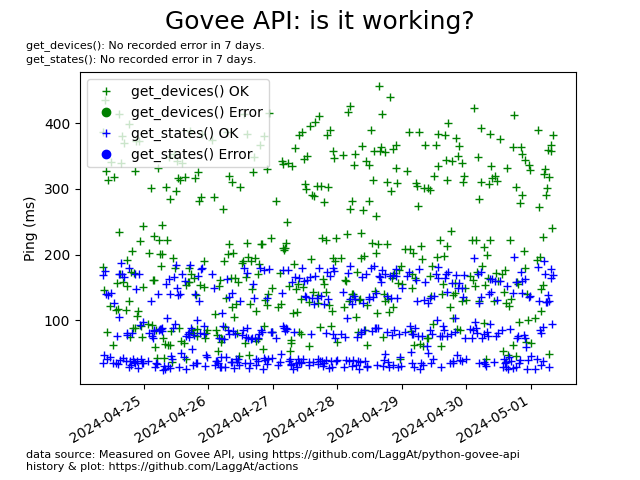 Govee API: is it working?
get_devices(): No recorded error in 7 days.
get_states(): No recorded error in 7 days.
get_devices() OK
get_devices() Error
get_states() OK
get_states() Error
400
300
200
100
Ping (ms)
2024-04-25
2024-04-26
2024-04-27
2024-04-28
2024-04-29
2024-04-30
2024-05-01
data source: Measured on Govee API, using https://github.com/LaggAt/python-govee-api
history & plot: https://github.com/LaggAt/actions